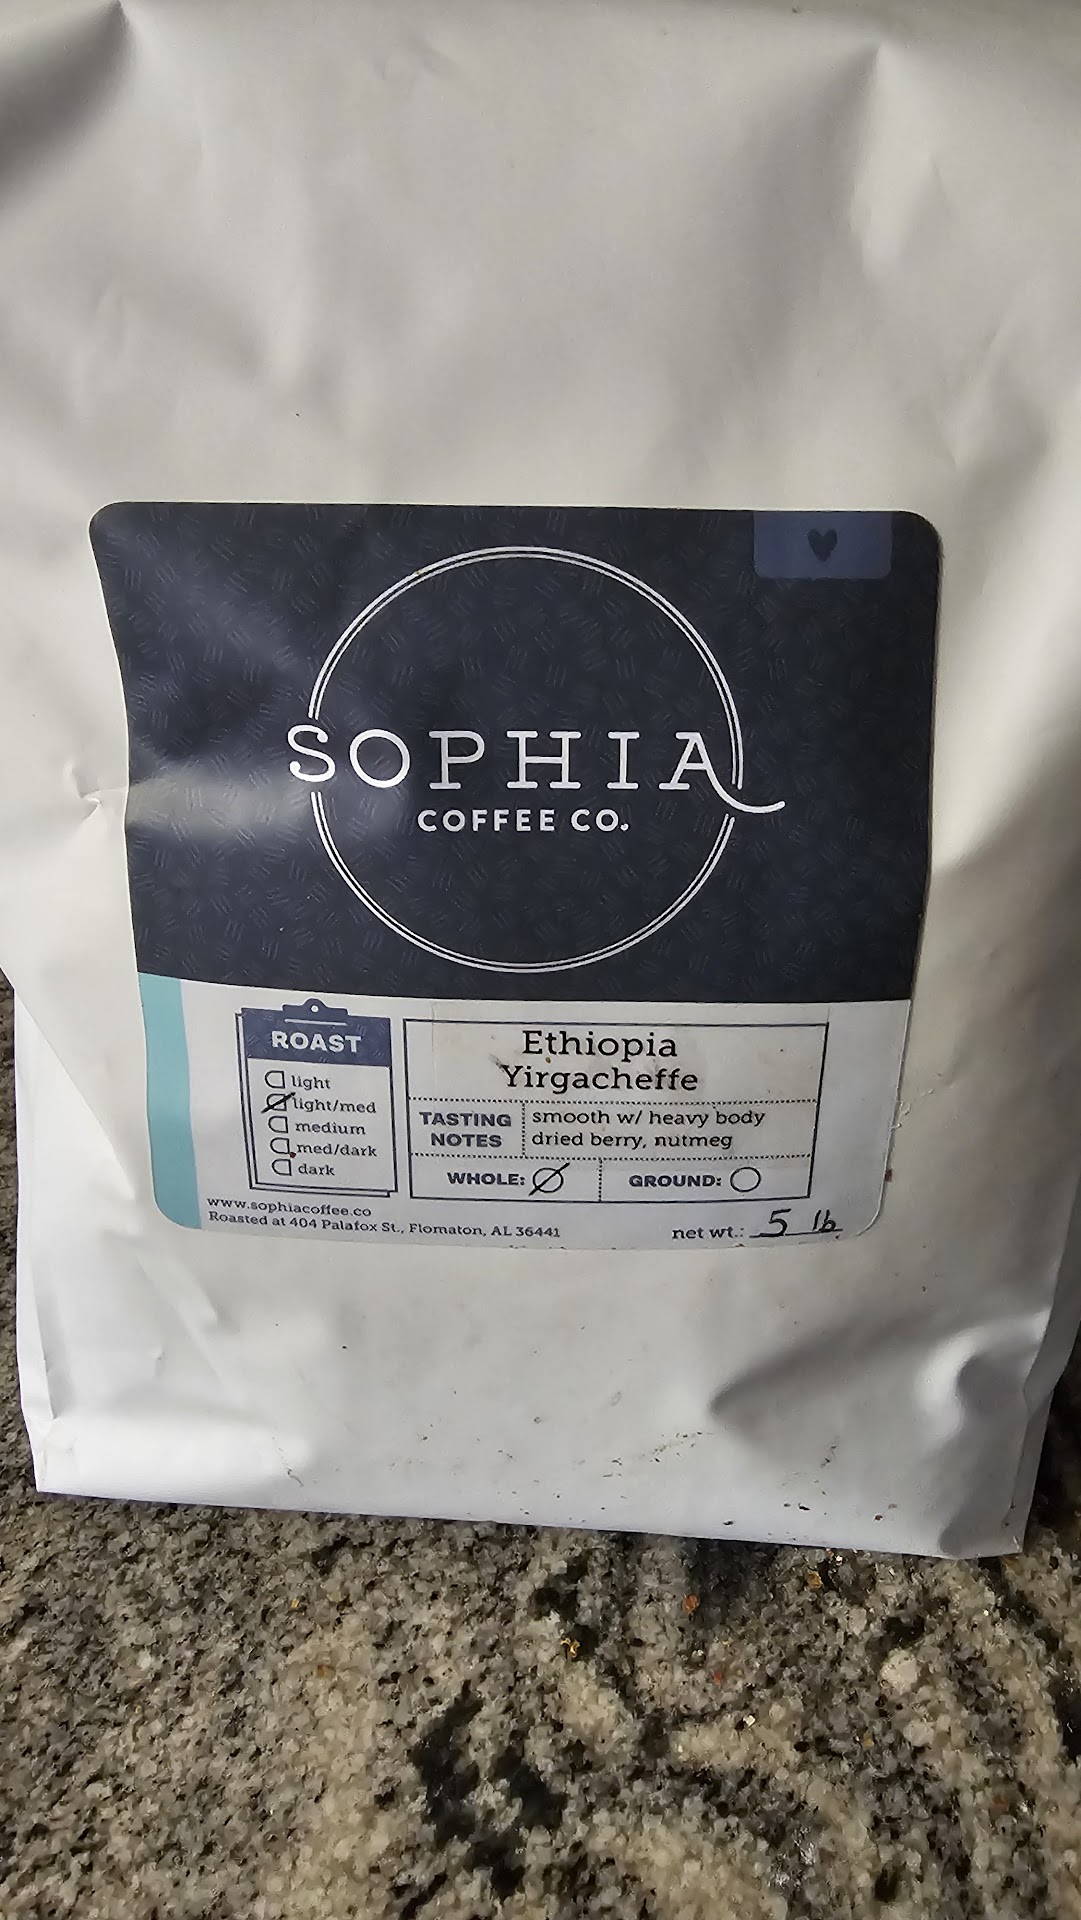 SOPHIA
COFFEE CO.
ROAST
light
light/med
medium
med/dark
dark
Ethiopia
Yirgacheffe
TASTING
NOTES
smooth w/ heavy body
dried berry, nutmeg
WHOLE:
GROUND:
www.sophiacoffee.co
Roasted at 404 Palafox St., Flomaton, AL 36441
net wt.: 5 lb